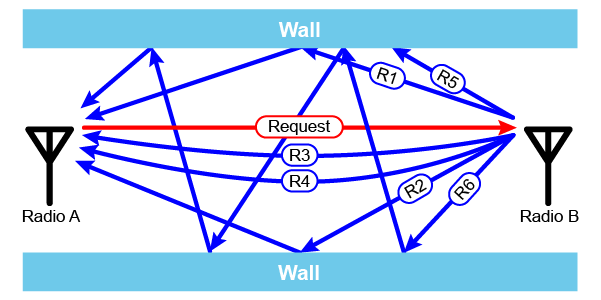 Wall
R1
R5
Request
R3
R4
R2
R6
Radio A
Radio B
Wall